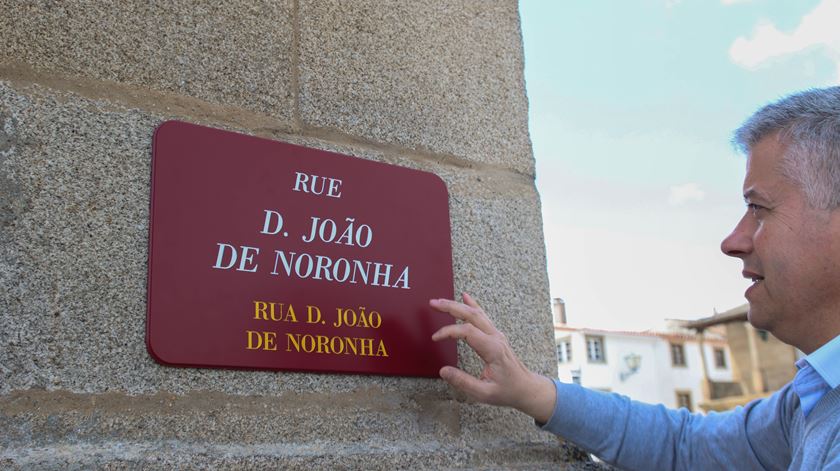 RUE
D. JOÃO
DE NORONHA
RUA D. JOÃO
DE NORONHA